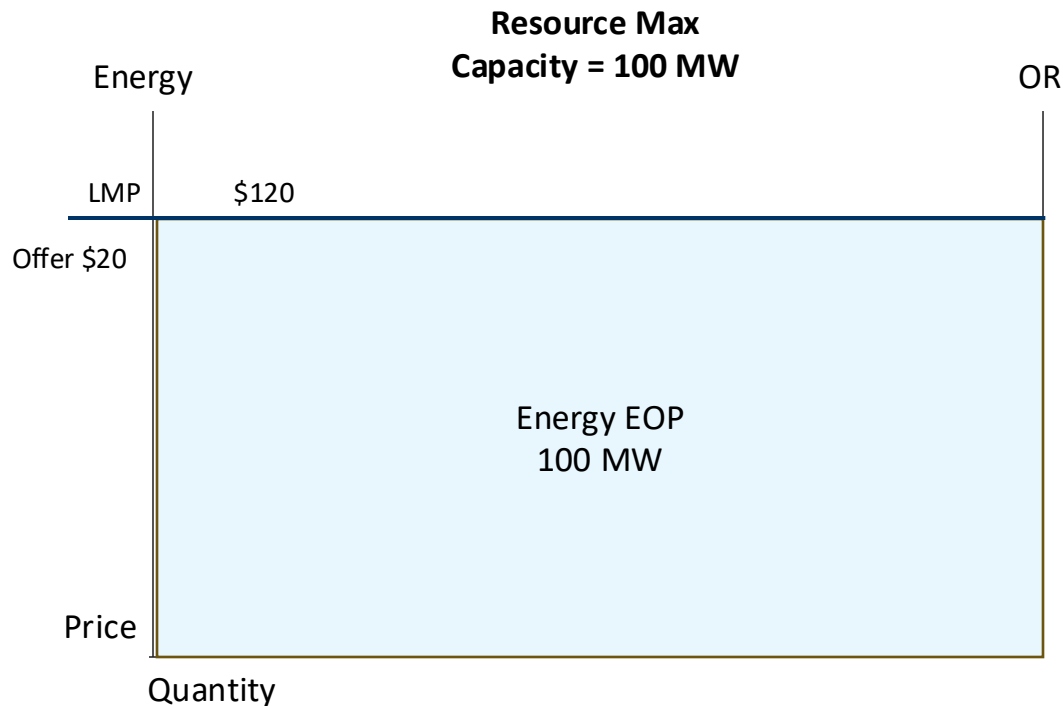 Resource Max
Capacity = 100 MW
Energy
OR
LMP
$120
Offer $20
Energy EOP
100 MW
Price
Quantity